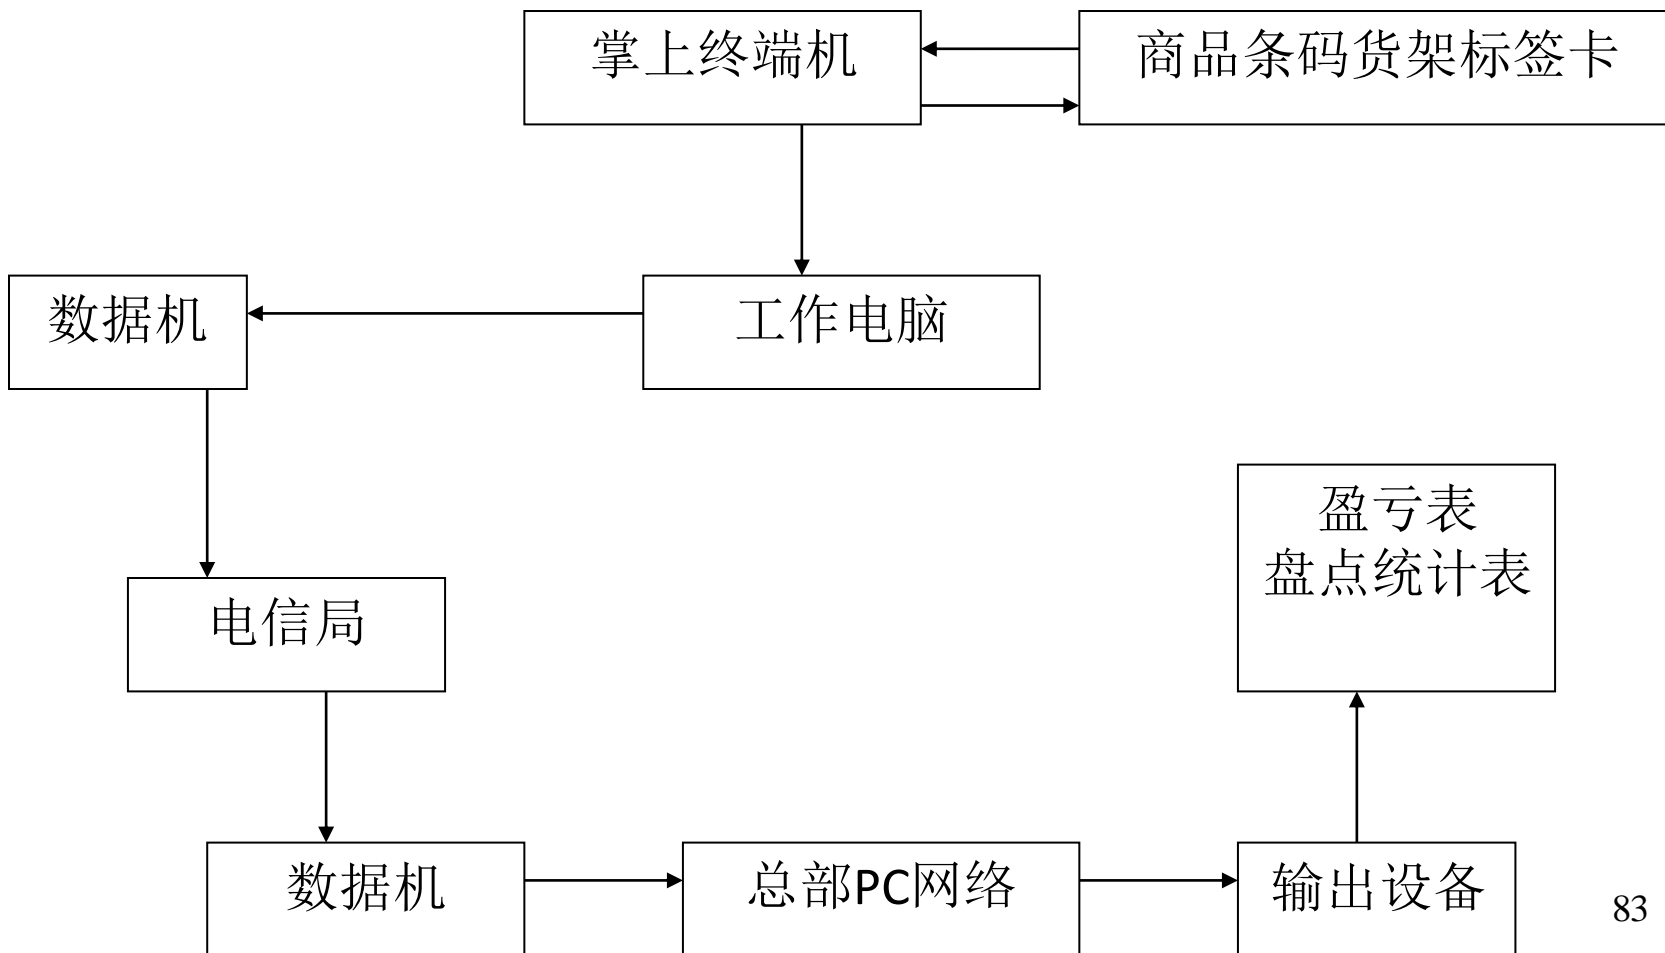 掌上终端机
商品条码货架标签卡
数据机
工作电脑
盈亏表
盘点统计表
电信局
数据机
总部PC网络
输出设备
83